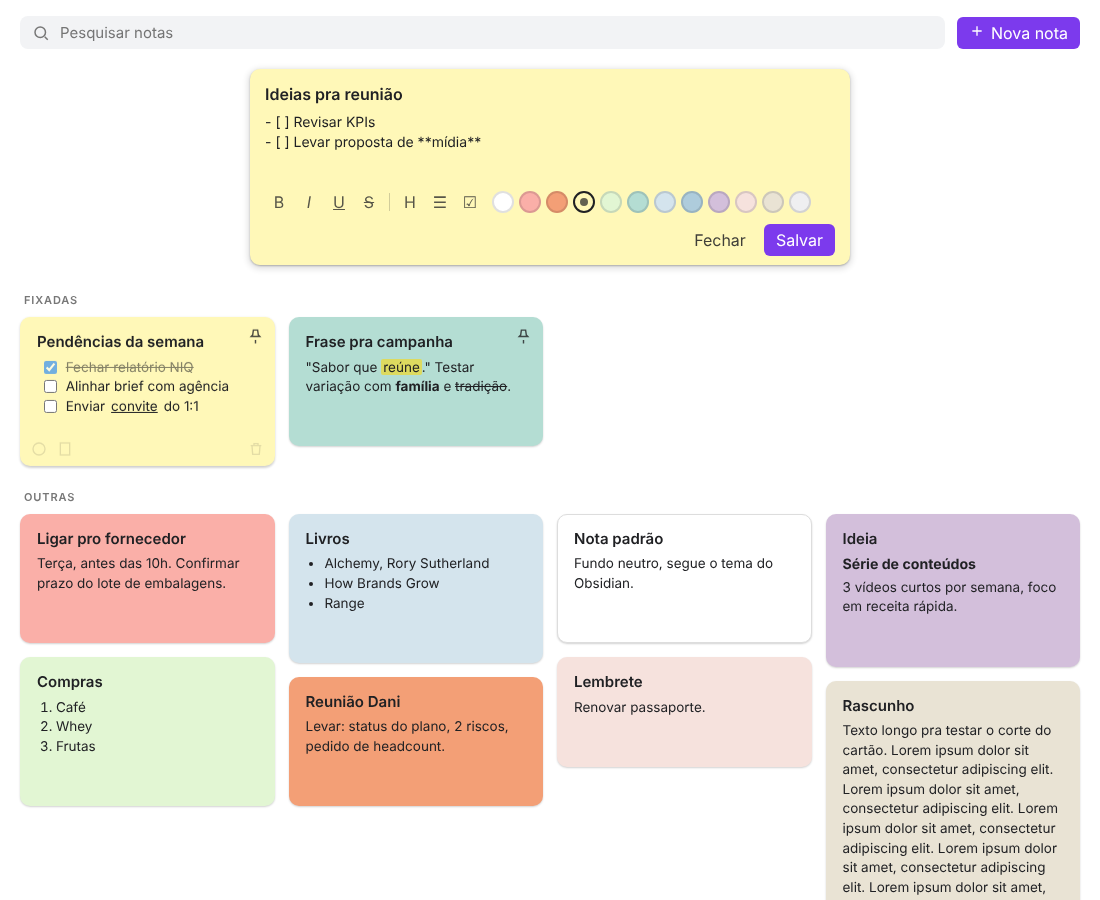 Pesquisar notas
+ Nova nota
Ideias pra reunião
- [ ] Revisar KPIs
- [ ] Levar proposta de **mídia**
B I U S H ☰ ☑
Fechar
Salvar
FIXADAS
Pendências da semana
Fechar relatório NIQ
Alinhar brief com agência
Enviar convite do 1:1
Frase pra campanha
"Sabor que reúne." Testar
variação com família e tradição.
OUTRAS
Ligar pro fornecedor
Terça, antes das 10h. Confirmar
prazo do lote de embalagens.
Livros
• Alchemy, Rory Sutherland
• How Brands Grow
• Range
Nota padrão
Fundo neutro, segue o tema do
Obsidian.
Ideia
Série de conteúdos
3 vídeos curtos por semana, foco
em receita rápida.
Compras
1. Café
2. Whey
3. Frutas
Reunião Dani
Levar: status do plano, 2 riscos,
pedido de headcount.
Lembrete
Renovar passaporte.
Rascunho
Texto longo pra testar o corte do
cartão. Lorem ipsum dolor sit
amet, consectetur adipiscing elit.
Lorem ipsum dolor sit amet,
consectetur adipiscing elit. Lorem
ipsum dolor sit amet, consectetur
adipiscing elit. Lorem ipsum dolor
sit amet, consectetur adipiscing
elit. Lorem ipsum dolor sit amet,